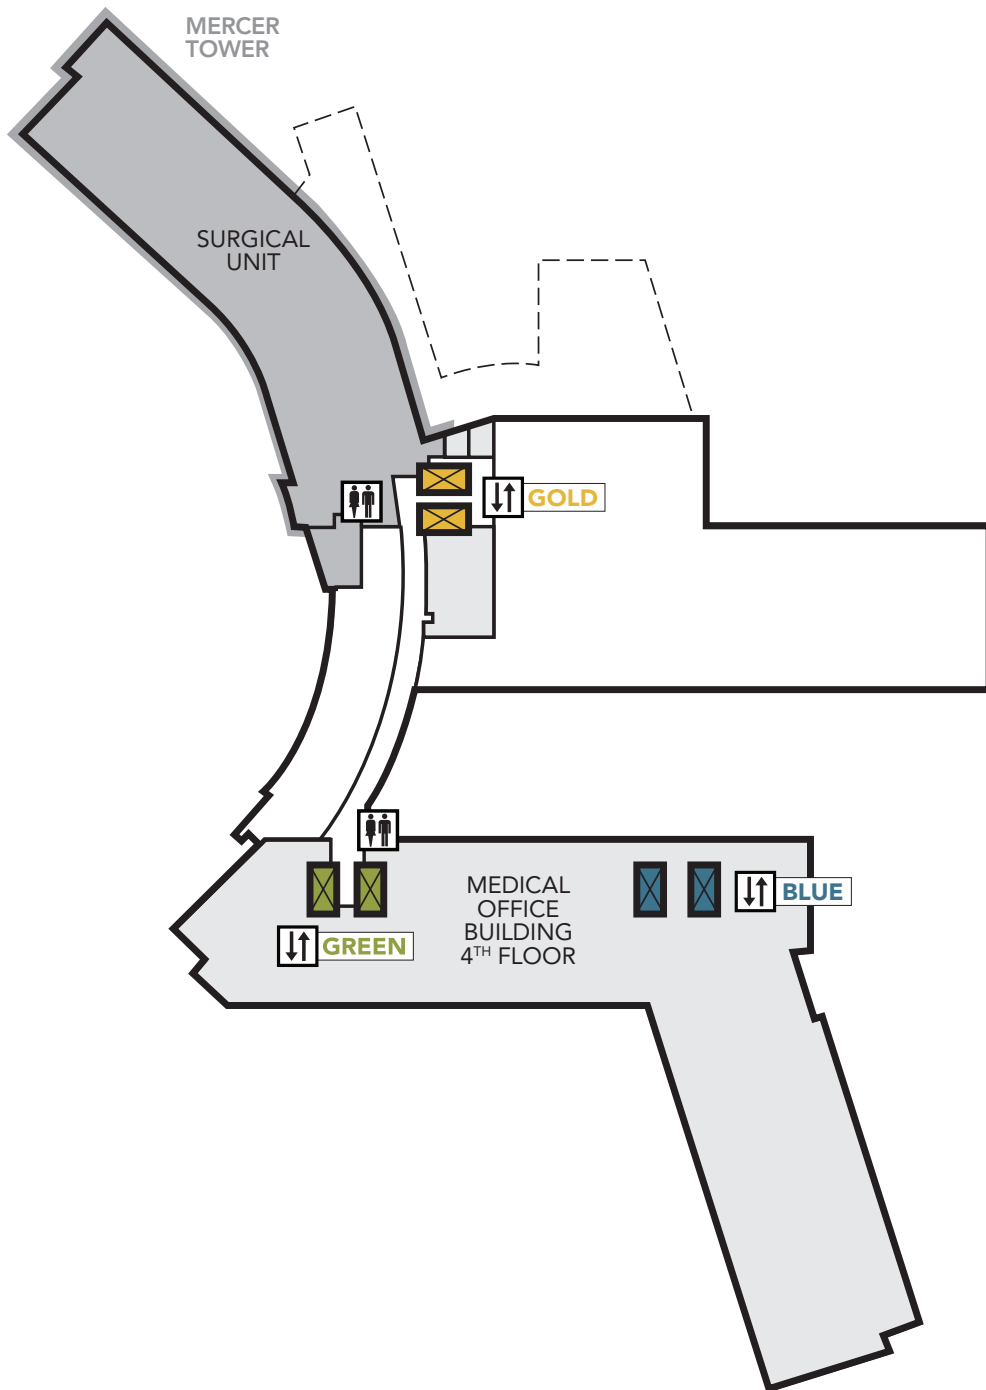 MERCER
TOWER
SURGICAL
UNIT
GOLD
MEDICAL
OFFICE
BUILDING
4TH FLOOR
BLUE
GREEN